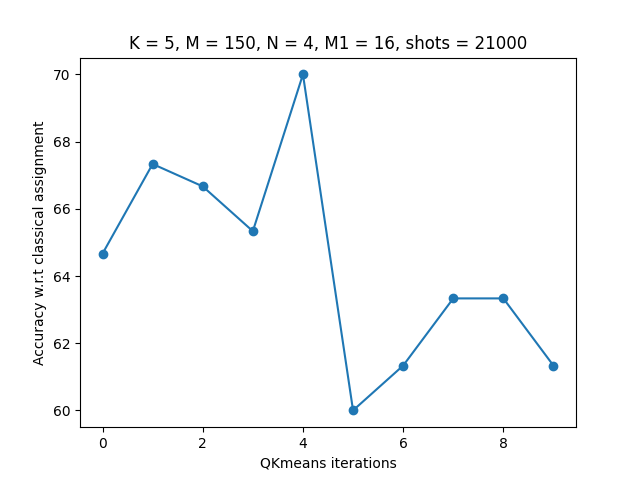 K = 5, M = 150, N = 4, M1 = 16, shots = 21000
Accuracy w.r.t classical assignment
70
68
66
64
62
60
0 2 4 6 8
QKmeans iterations